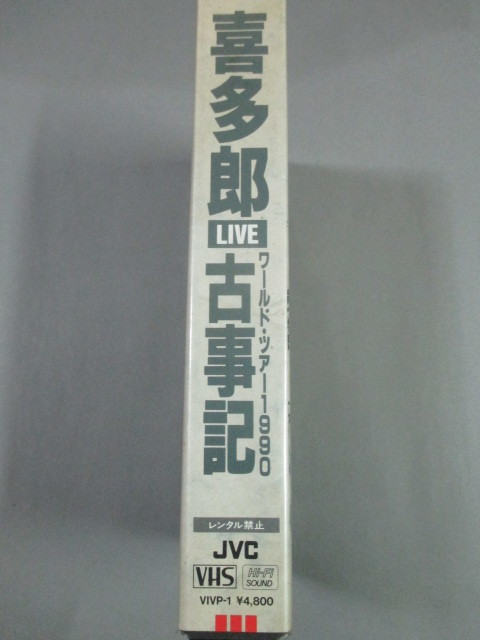 喜多郎
LIVE
古事記
ワールド・ツアー1990
レンタル禁止
JVC
VHS
Hi-Fi
SOUND
VIVP-1 ¥4,800